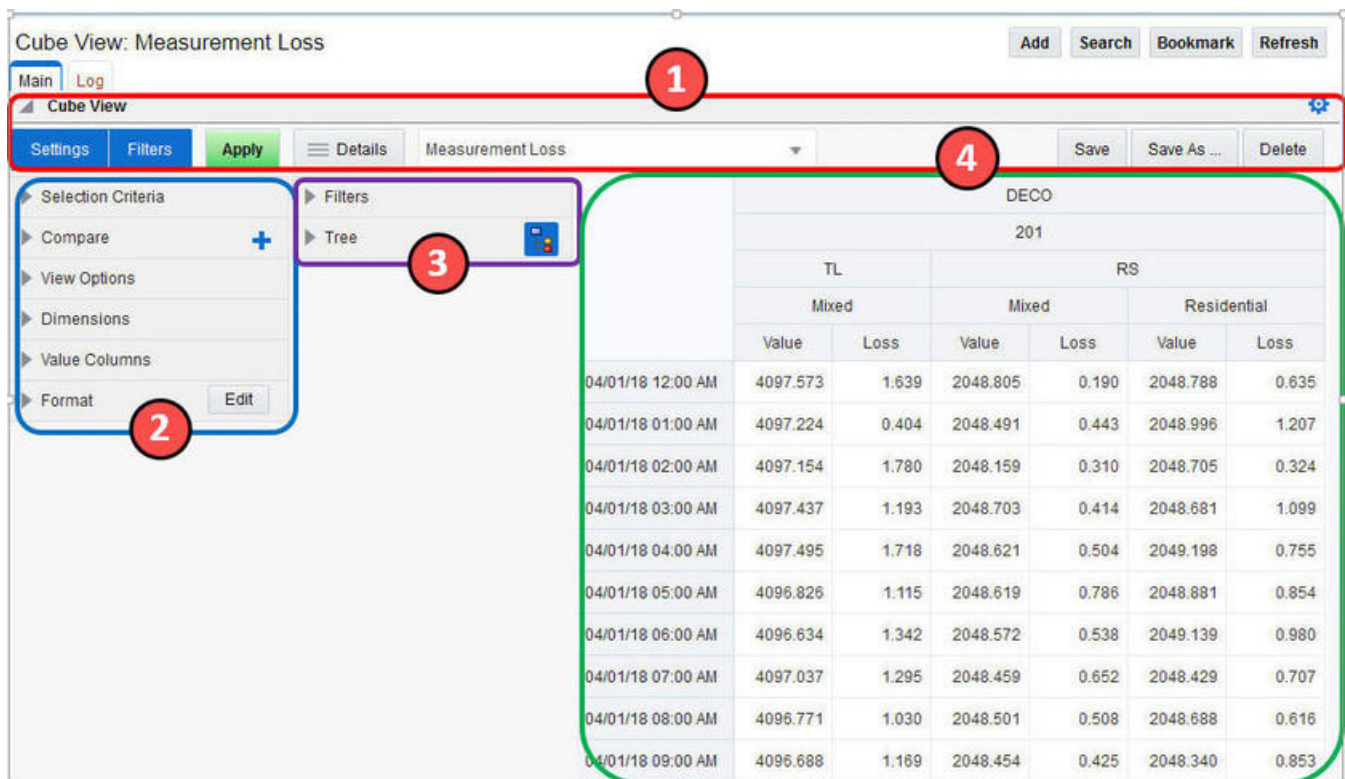 Cube View: Measurement Loss Add Search Bookmark Refresh
Main Log
1
Cube View
Settings Filters Apply Details Measurement Loss 4 Save Save As ... Delete
Selection Criteria Filters DECO
Compare Tree 201
3
View Options TL RS
Dimensions Mixed Mixed Residential
Value Columns Value Loss Value Loss Value Loss
Format Edit 04/01/18 12:00 AM 4097.573 1.639 2048.805 0.190 2048.788 0.635
2
04/01/18 01:00 AM 4097.224 0.404 2048.491 0.443 2048.996 1.207
04/01/18 02:00 AM 4097.154 1.780 2048.159 0.310 2048.705 0.324
04/01/18 03:00 AM 4097.437 1.193 2048.703 0.414 2048.681 1.099
04/01/18 04:00 AM 4097.495 1.718 2048.621 0.504 2049.198 0.755
04/01/18 05:00 AM 4096.826 1.115 2048.619 0.786 2048.881 0.854
04/01/18 06:00 AM 4096.634 1.342 2048.572 0.538 2049.139 0.980
04/01/18 07:00 AM 4097.037 1.295 2048.459 0.652 2048.429 0.707
04/01/18 08:00 AM 4096.771 1.030 2048.501 0.508 2048.688 0.616
04/01/18 09:00 AM 4096.688 1.169 2048.454 0.425 2048.340 0.853